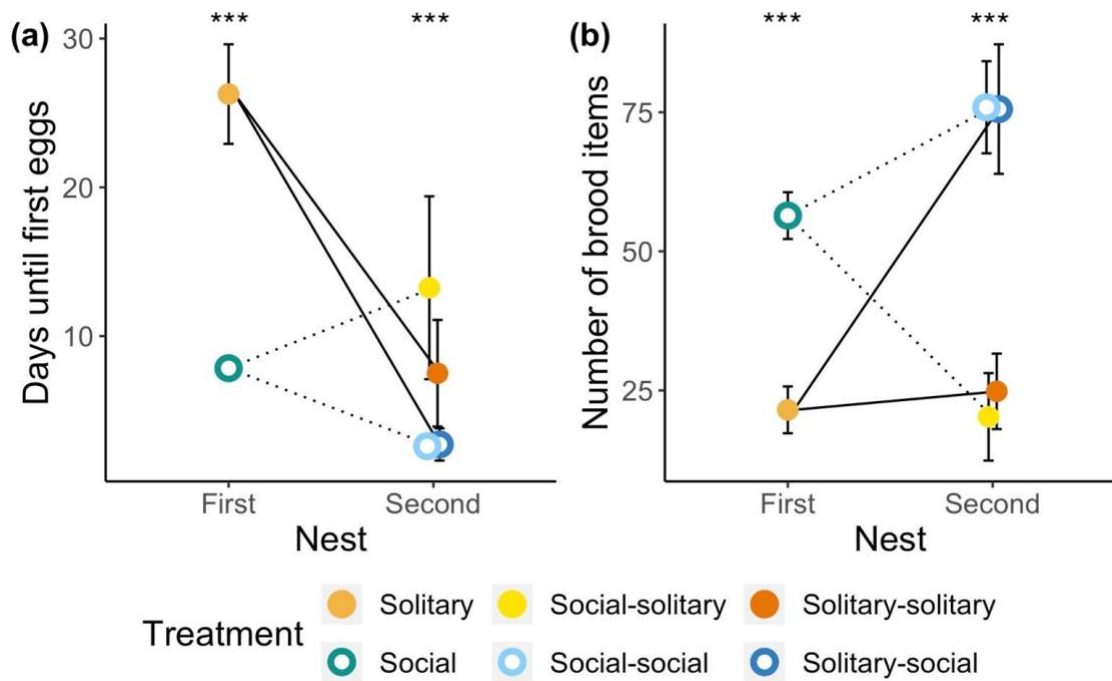 (a)
***
***
30
20
10
Days until first eggs
First
Second
Nest
(b)
***
***
75
50
25
Number of brood items
First
Second
Nest
Treatment
Solitary
Social-solitary
Solitary-solitary
Social
Social-social
Solitary-social